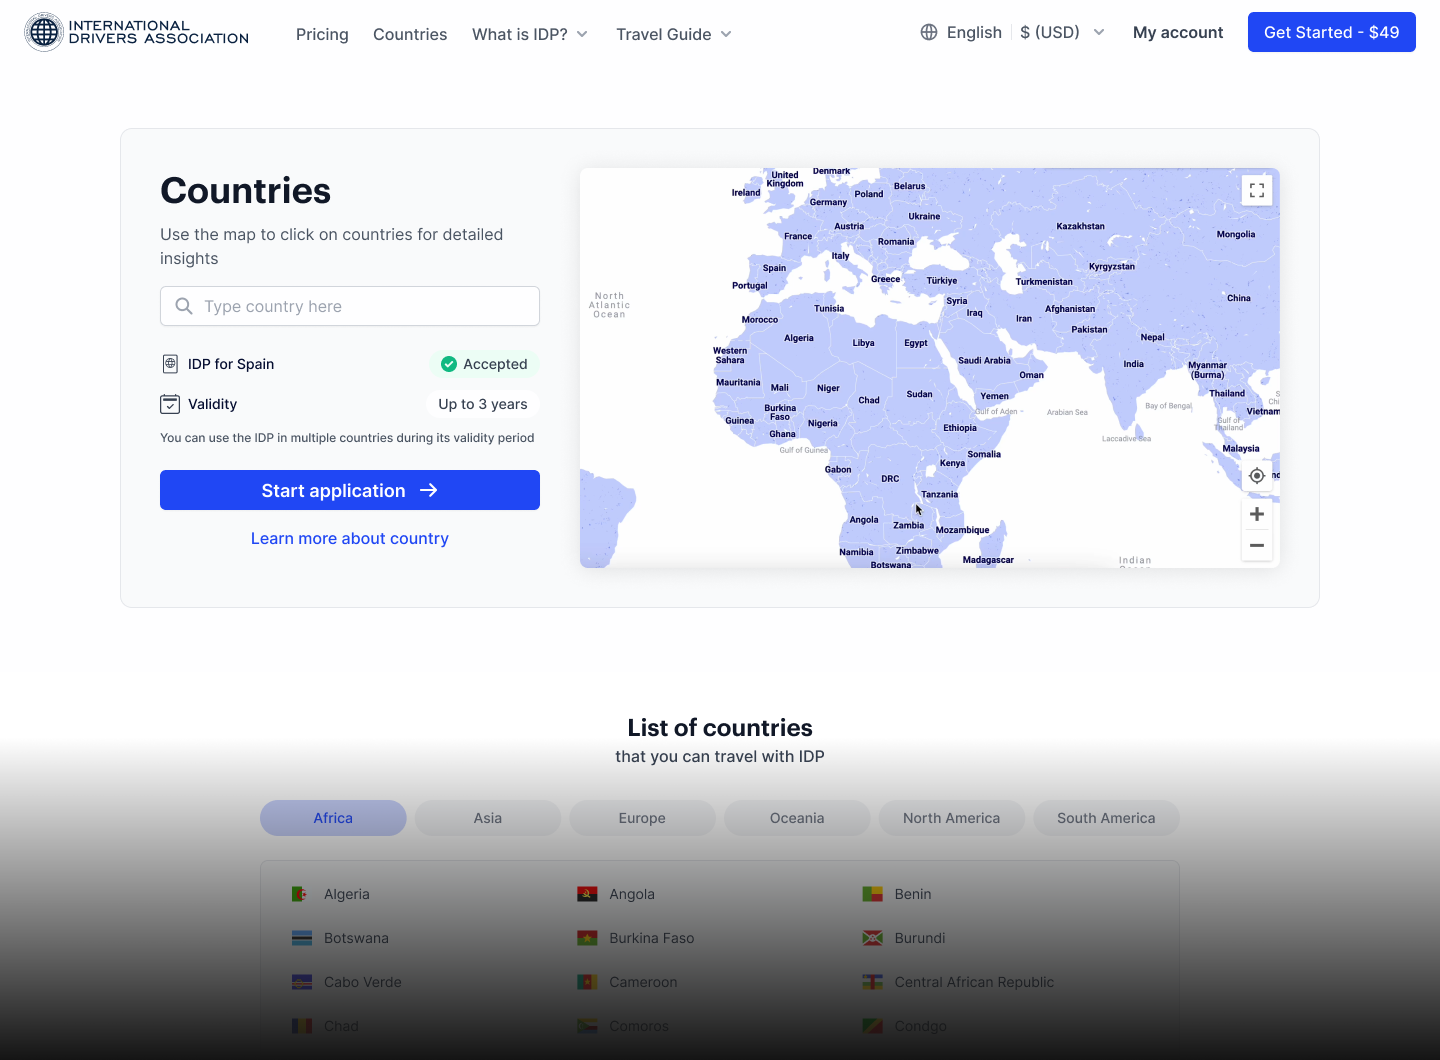 INTERNATIONAL
DRIVERS ASSOCIATION
Pricing
Countries
What is IDP?
Travel Guide
English
$ (USD)
My account
Get Started - $49
Countries
Use the map to click on countries for detailed
insights
Type country here
IDP for Spain
Accepted
Validity
Up to 3 years
You can use the IDP in multiple countries during its validity period
Start application
Learn more about country
Denmark
United
Kingdom
Ireland
Belarus
Poland
Germany
Ukraine
Austria
Kazakhstan
France
Mongolia
Romania
Italy
Spain
Kyrgyzstan
Greece
Türkiye
Portugal
Turkmenistan
North
Atlantic
Ocean
Syria
China
Tunisia
Iraq
Afghanistan
Morocco
Iran
Pakistan
Algeria
Libya
Egypt
Nepal
Western
Sahara
Saudi Arabia
India
Myanmar
(Burma)
Oman
Mauritania
Mali
Niger
Sudan
Thailand
Yemen
Chad
S
Chi
Burkina
Faso
Gulf of Aden
Arabian Sea
Bay of Bengal
Vietnam
Guinea
Nigeria
Gulf of
Thailand
Ethiopia
Ghana
Laccadive Sea
Gulf of Guinea
Malaysia
Somalia
Kenya
Gabon
DRC
nd
Tanzania
Angola
Zambia
Mozambique
Namibia
Zimbabwe
Madagascar
Indian
Botswana
List of countries
that you can travel with IDP
Africa
Asia
Europe
Oceania
North America
South America
Algeria
Angola
Benin
Botswana
Burkina Faso
Burundi
Cabo Verde
Cameroon
Central African Republic
Chad
Comoros
Condgo